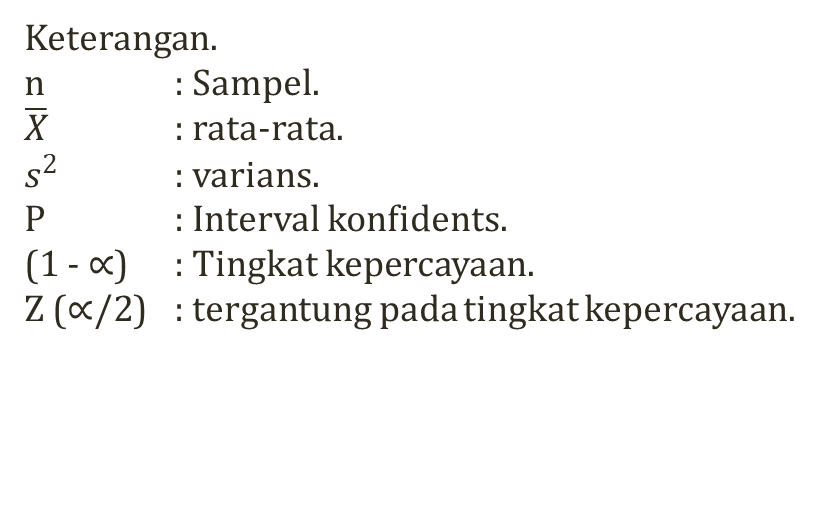 Keterangan.
n : Sampel.
X̅ : rata-rata.
s² : varians.
P : Interval konfidents.
(1 - ∝) : Tingkat kepercayaan.
Z (∝/2) : tergantung pada tingkat kepercayaan.